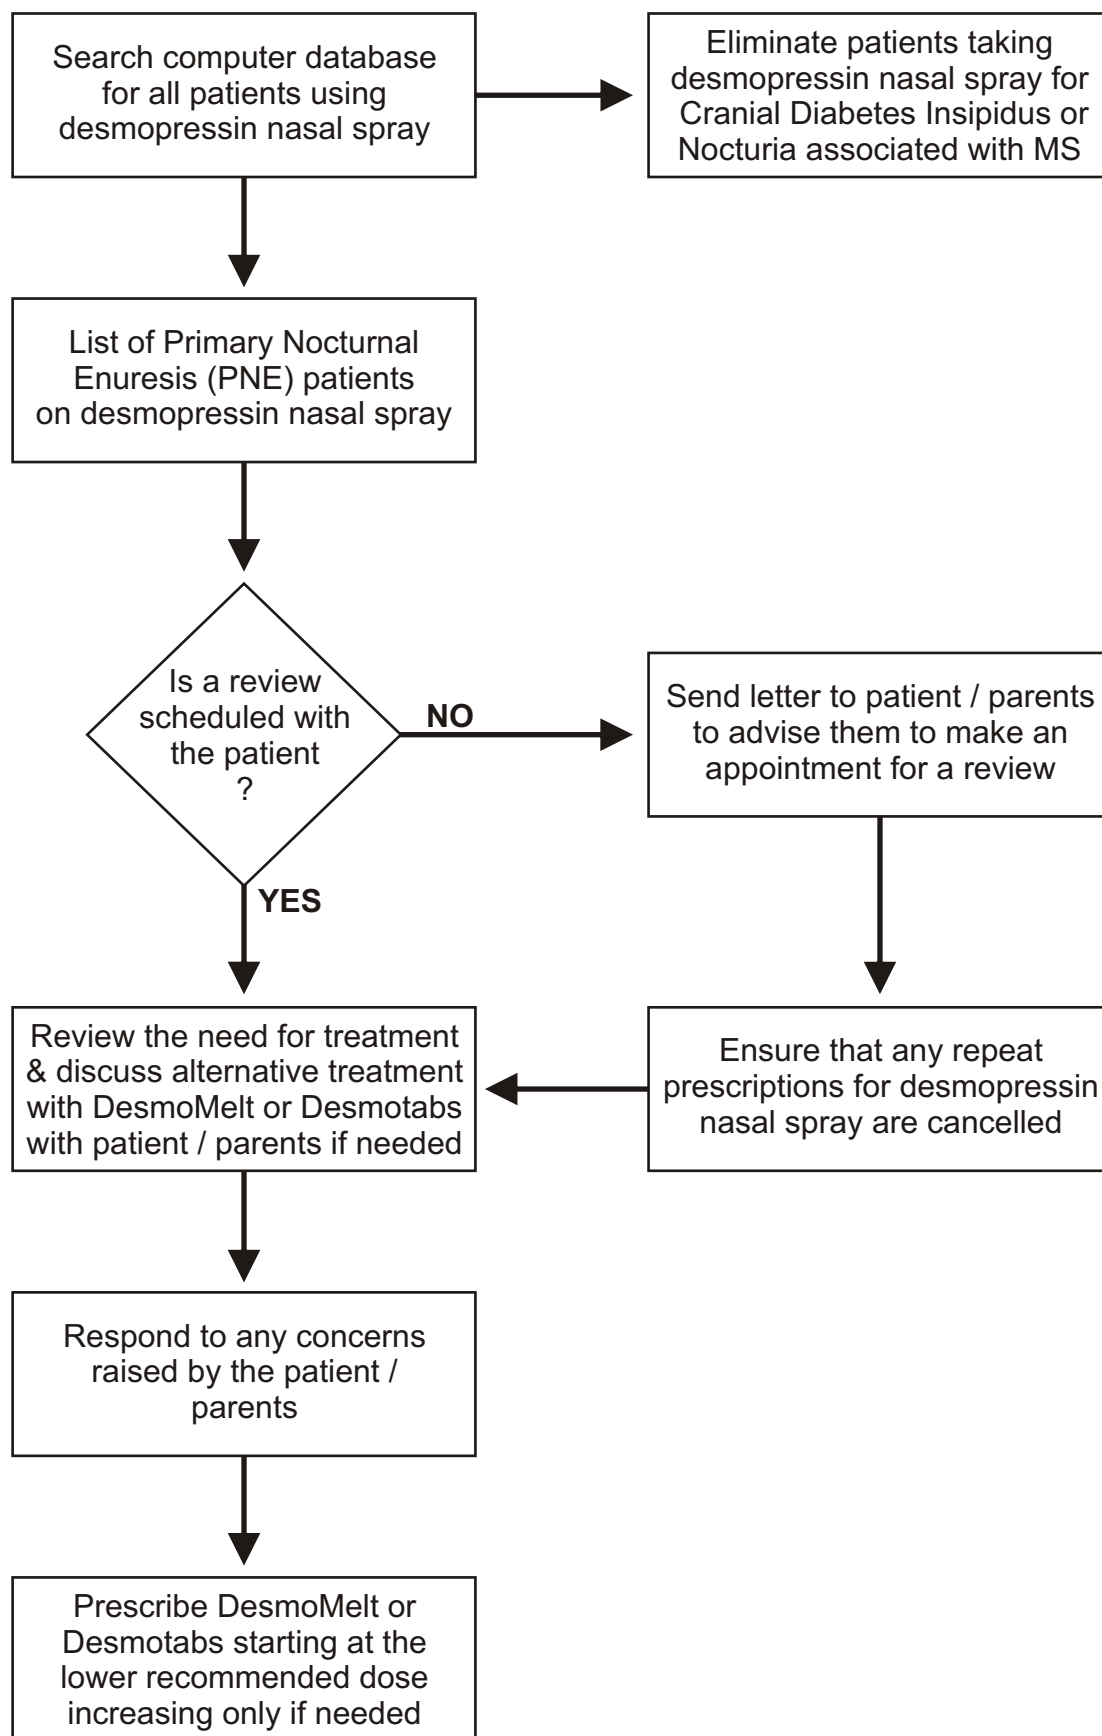 Search computer database
for all patients using
desmopressin nasal spray
Eliminate patients taking
desmopressin nasal spray for
Cranial Diabetes Insipidus or
Nocturia associated with MS
List of Primary Nocturnal
Enuresis (PNE) patients
on desmopressin nasal spray
Is a review
scheduled with
the patient
?
NO
Send letter to patient / parents
to advise them to make an
appointment for a review
YES
Review the need for treatment
& discuss alternative treatment
with DesmoMelt or Desmotabs
with patient / parents if needed
Ensure that any repeat
prescriptions for desmopressin
nasal spray are cancelled
Respond to any concerns
raised by the patient /
parents
Prescribe DesmoMelt or
Desmotabs starting at the
lower recommended dose
increasing only if needed